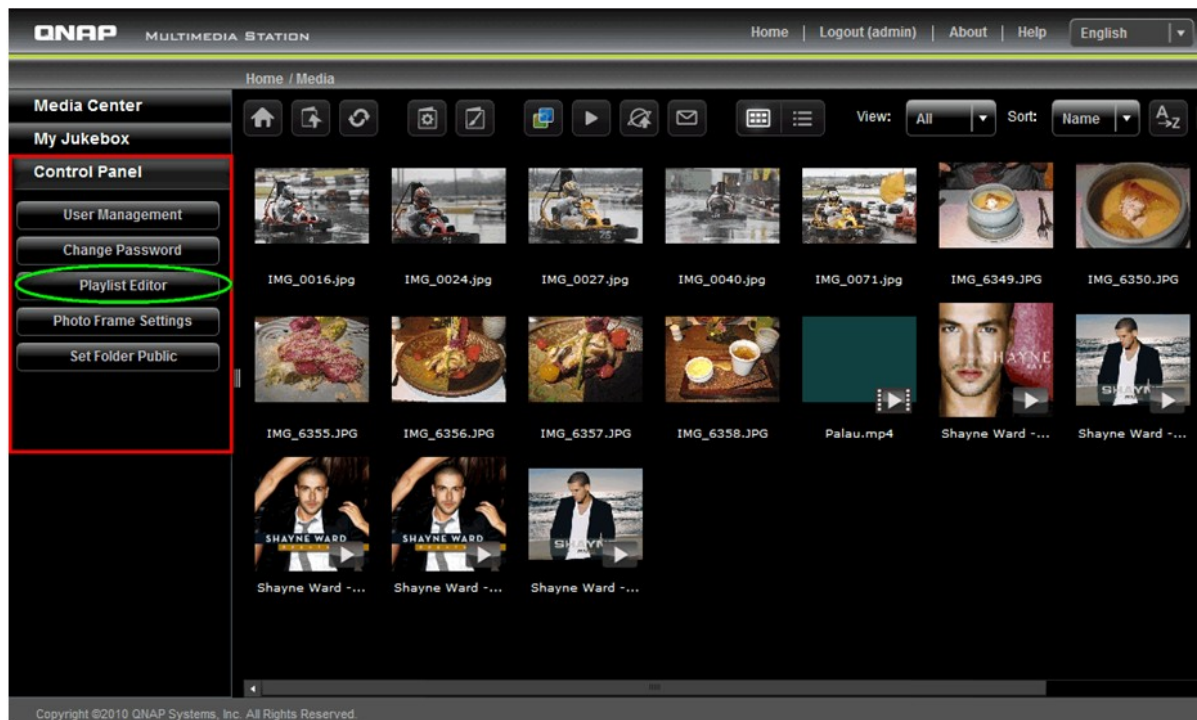 QNAP MULTIMEDIA STATION
Home | Logout (admin) | About | Help English
Home / Media
Media Center
My Jukebox
Control Panel
User Management
Change Password
Playlist Editor
Photo Frame Settings
Set Folder Public
View: All Sort: Name A→Z
IMG_0016.jpg IMG_0024.jpg IMG_0027.jpg IMG_0040.jpg IMG_0071.jpg IMG_6349.JPG IMG_6350.JPG
SHAYNE
IMG_6355.JPG IMG_6356.JPG IMG_6357.JPG IMG_6358.JPG Palau.mp4 Shayne Ward -... Shayne Ward -...
SHAYNE WARD SHAYNE WARD
Shayne Ward -... Shayne Ward -... Shayne Ward -...
Copyright ©2010 QNAP Systems, Inc. All Rights Reserved.